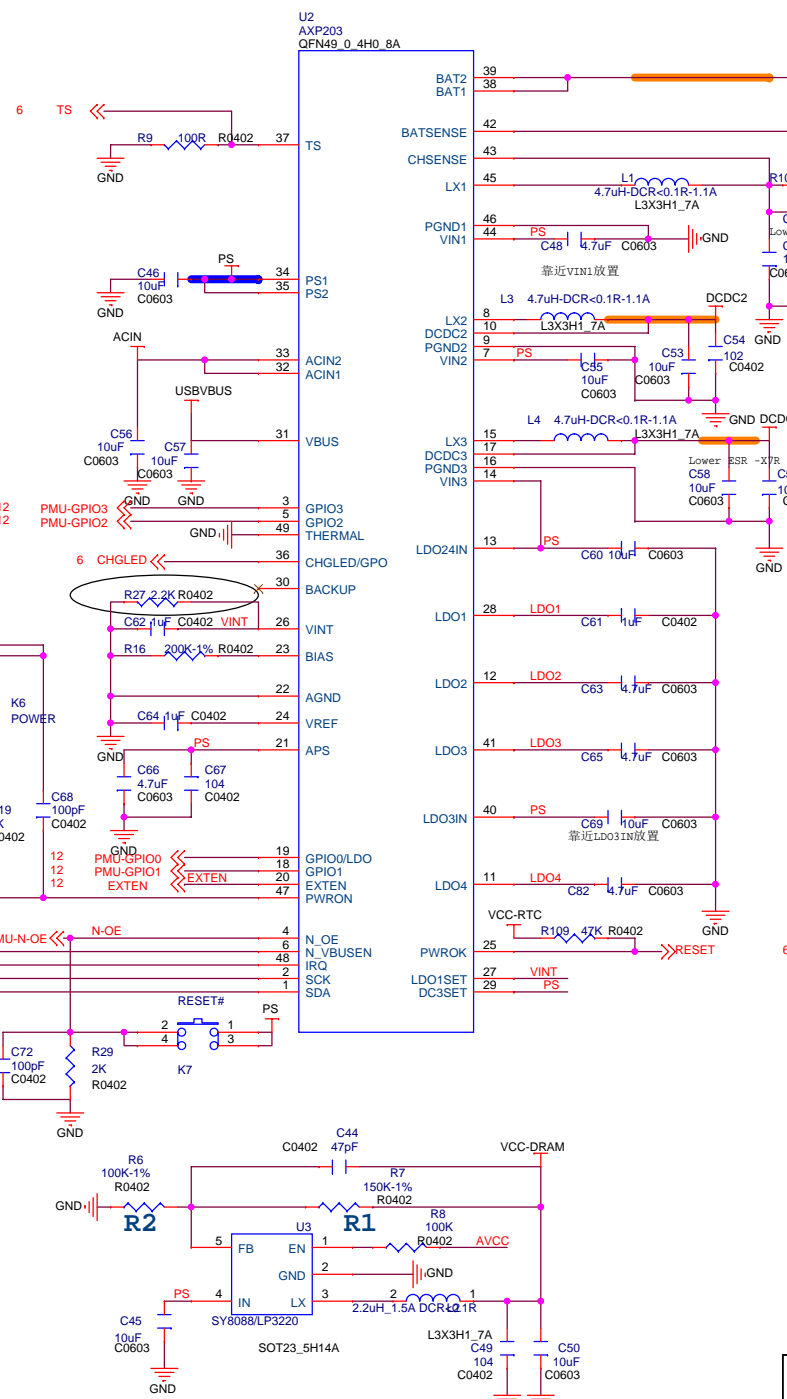 U2
AXP203
QFN49_0_4H0_8A
6 TS
R9 100R R0402
GND
37 TS
39 BAT2
38 BAT1
42 BATSENSE
43 CHSENSE
45 LX1
L1
4.7uH-DCR<0.1R-1.1A
L3X3H1_7A
46 PGND1
44 VIN1
PS
C48 4.7uF C0603
GND
靠近VIN1放置
GND
PS
C46
10uF
C0603
GND
34 PS1
35 PS2
8 LX2
10 DCDC2
9 PGND2
7 VIN2
L3 4.7uH-DCR<0.1R-1.1A
L3X3H1_7A
DCDC2
PS
C55
10uF
C0603
C53
10uF
C0603
C54
102
C0402
GND
ACIN
33 ACIN2
32 ACIN1
USBVBUS
31 VBUS
C56
10uF
C0603
C57
10uF
C0603
GND
GND
15 LX3
17 DCDC3
16 PGND3
14 VIN3
L4 4.7uH-DCR<0.1R-1.1A
L3X3H1_7A
Lower ESR -X7R
C58
10uF
C0603
GND
12 PMU-GPIO3
12 PMU-GPIO2
3 GPIO3
5 GPIO2
GND
49 THERMAL
6 CHGLED
36 CHGLED/GPO
30 BACKUP
R27 2.2K R0402
C62 1uF C0402 VINT
26 VINT
R16 200K-1% R0402
23 BIAS
22 AGND
C64 1uF C0402
24 VREF
GND
PS
21 APS
C66
4.7uF
C0603
C67
104
C0402
GND
13 LDO24IN
PS
C60 10uF C0603
28 LDO1
LDO1
C61 1uF C0402
12 LDO2
LDO2
C63 4.7uF C0603
41 LDO3
LDO3
C65 4.7uF C0603
40 LDO3IN
PS
C69 10uF C0603
靠近LDO3IN放置
11 LDO4
LDO4
C82 4.7uF C0603
GND
K6
POWER
C68
100pF
C0402
12 PMU-GPIO0
12 PMU-GPIO1
12 EXTEN
EXTEN
19 GPIO0/LDO
18 GPIO1
20 EXTEN
47 PWRON
N-OE
4 N_OE
6 N_VBUSEN
48 IRQ
2 SCK
1 SDA
VCC-RTC
R109 47K R0402
25 PWROK
RESET
27 LDO1SET
VINT
29 DC3SET
PS
RESET#
PS
2 1
4 3
K7
C72
100pF
C0402
R29
2K
R0402
GND
C44
C0402 47pF
VCC-DRAM
R6
100K-1%
R0402
GND
R2
R7
150K-1%
R0402
R1
R8
100K
R0402
AVCC
U3
5 FB EN 1
GND 2
GND
PS
4 IN LX 3
SY8088/LP3220
SOT23_5H14A
2 1
L3X3H1_7A
C45
10uF
C0603
GND
C49
104
C0402
C50
10uF
C0603